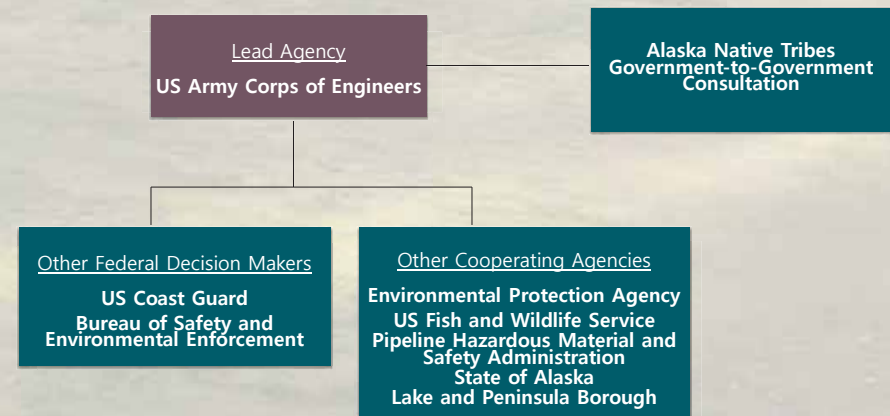 Lead Agency
US Army Corps of Engineers
Alaska Native Tribes
Government-to-Government
Consultation
Other Federal Decision Makers
US Coast Guard
Bureau of Safety and
Environmental Enforcement
Other Cooperating Agencies
Environmental Protection Agency
US Fish and Wildlife Service
Pipeline Hazardous Material and
Safety Administration
State of Alaska
Lake and Peninsula Borough